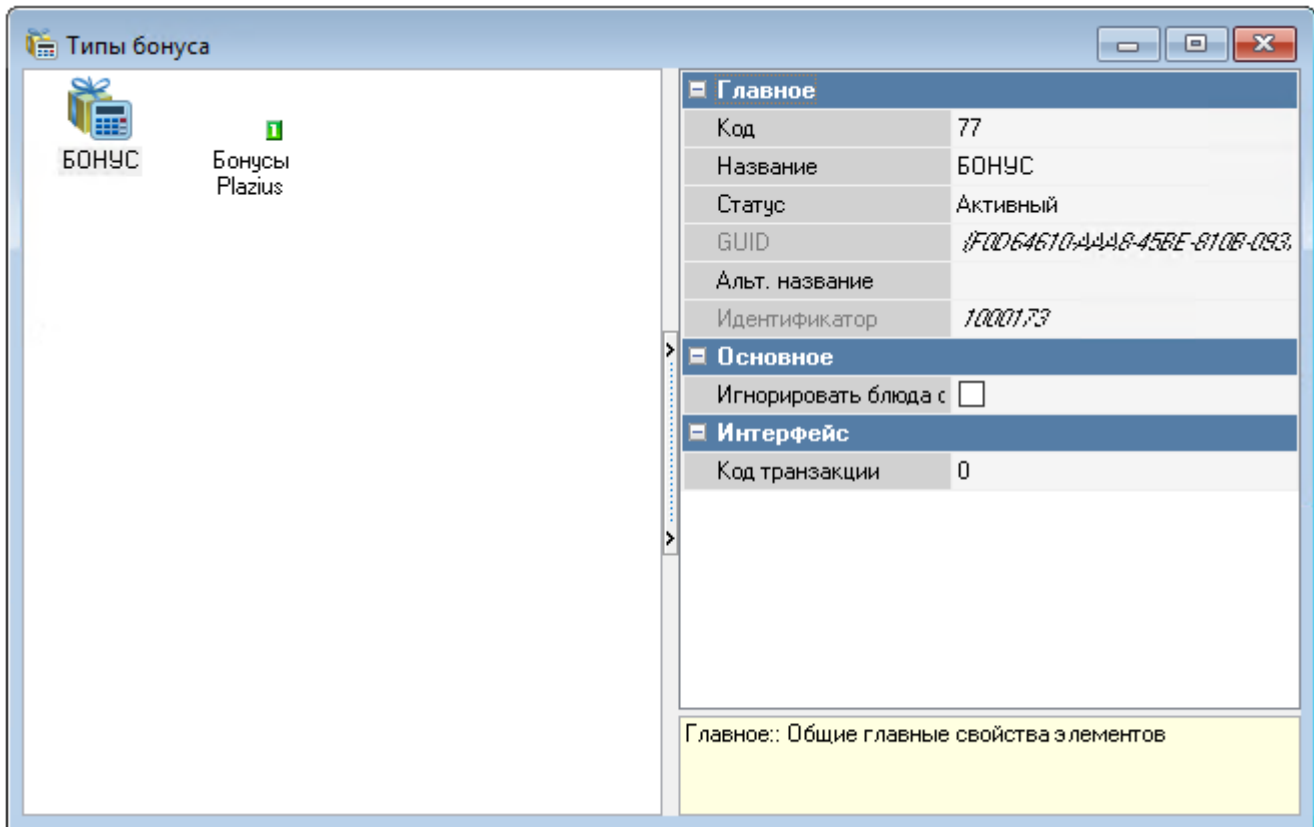 Типы бонуса
БОНУС
1
Бонусы
Plazius
Главное
Код 77
Название БОНУС
Статус Активный
GUID {F0D64610-AAA8-45BE-810B-093
Альт. название
Идентификатор 1000173
Основное
Игнорировать блюда с
Интерфейс
Код транзакции 0
Главное:: Общие главные свойства элементов